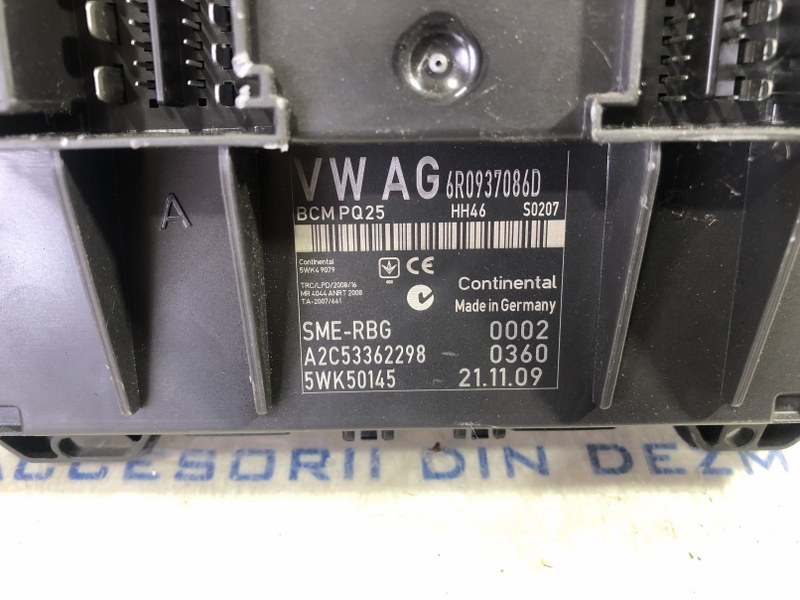 A
VW AG 6R0937086D
BCM PQ25 HH46 S0207
Continental
5WK4 9079
TRC/LPD/2008/16
MR 4044 ANRT 2008
TA-2007/661
CE
Continental
Made in Germany
SME-RBG 0002
A2C53362298 0360
5WK50145 21.11.09
ACCESORII DIN DEZM